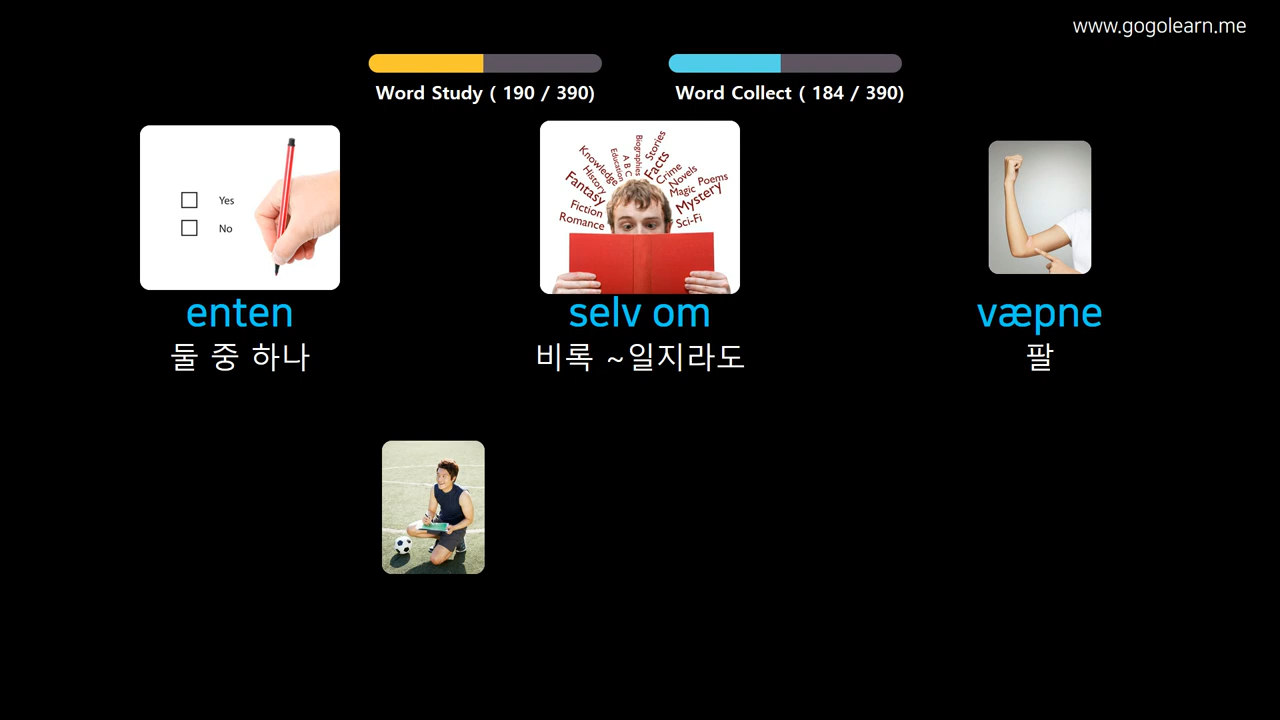 www.gogolearn.me
Word Study ( 190 / 390)
Word Collect ( 184 / 390)
Yes
No
Stories
Biographies
Facts
A B C
Education
Knowledge
Crime
History
Novels
Fantasy
Magic
Poems
Mystery
Fiction
Romance
Sci-Fi
enten
selv om
væpne
둘 중 하나
비록 ~일지라도
팔